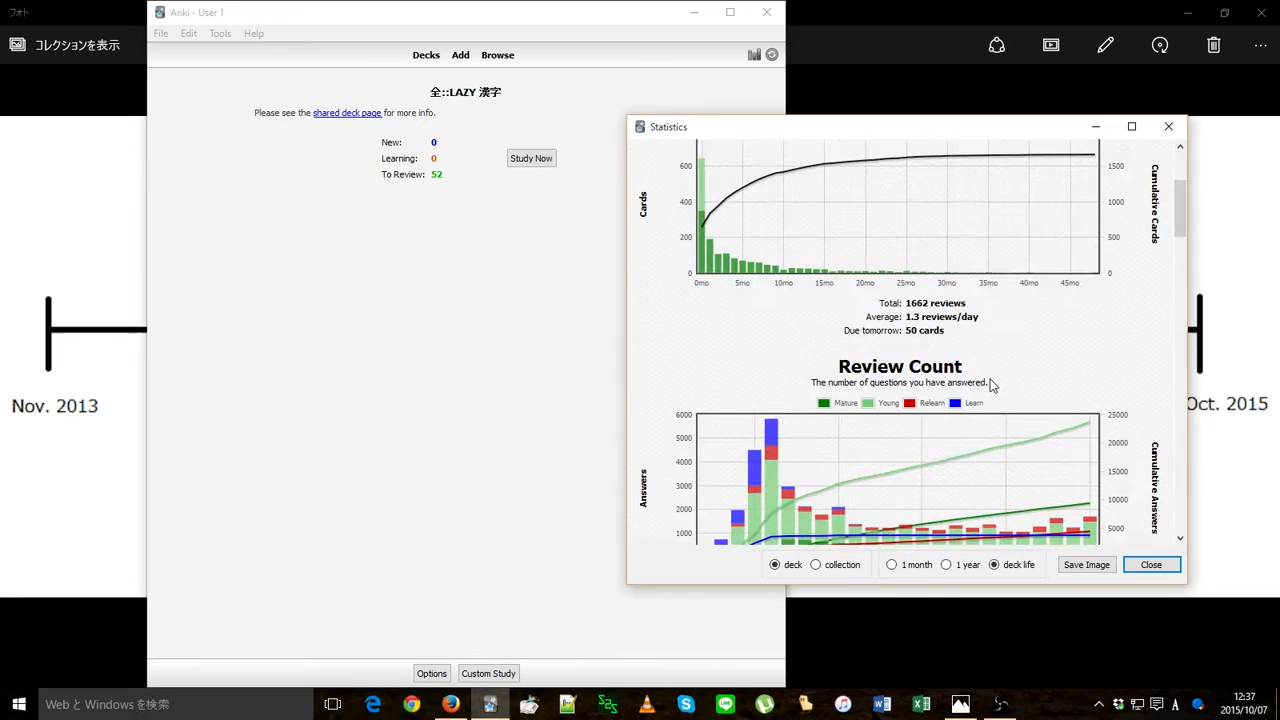 フォト
コレクションを表示
Anki - User 1
File Edit Tools Help
Decks Add Browse
全::LAZY 漢字
Please see the shared deck page for more info.
New: 0
Learning: 0
To Review: 52
Study Now
Options Custom Study
Nov. 2013
Oct. 2015
Statistics
Cards
600
400
200
0
1500
1000
500
0
Cumulative Cards
0mo 5mo 10mo 15mo 20mo 25mo 30mo 35mo 40mo 45mo
Total: 1662 reviews
Average: 1.3 reviews/day
Due tomorrow: 50 cards
Review Count
The number of questions you have answered.
Mature Young Relearn Learn
Answers
6000
5000
4000
3000
2000
1000
25000
20000
15000
10000
5000
Cumulative Answers
deck collection 1 month 1 year deck life Save Image Close
Web と Windows を検索
A
12:37
2015/10/07